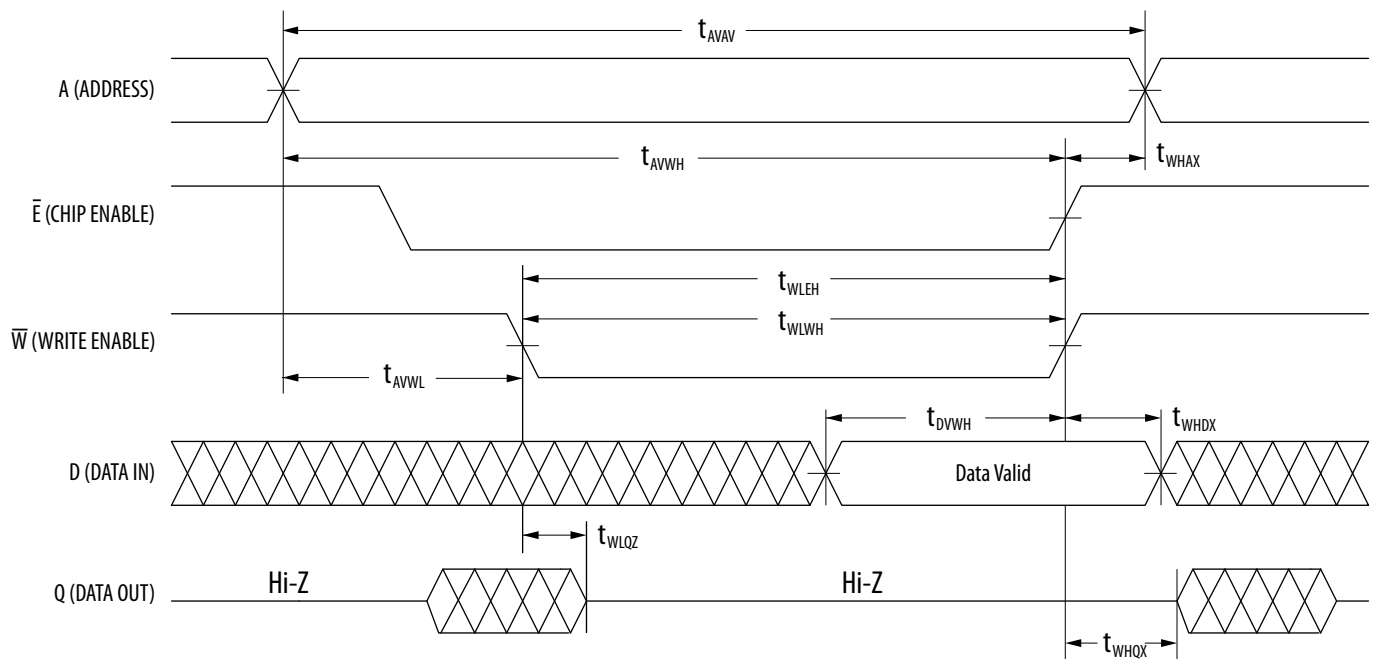 tAVAV
A (ADDRESS)
tAVWH
tWHAX
E̅ (CHIP ENABLE)
tWLEH
tWLWH
W̅ (WRITE ENABLE)
tAVWL
tDVWH
tWHDX
D (DATA IN)
Data Valid
tWLQZ
Hi-Z
Hi-Z
Q (DATA OUT)
tWHQX